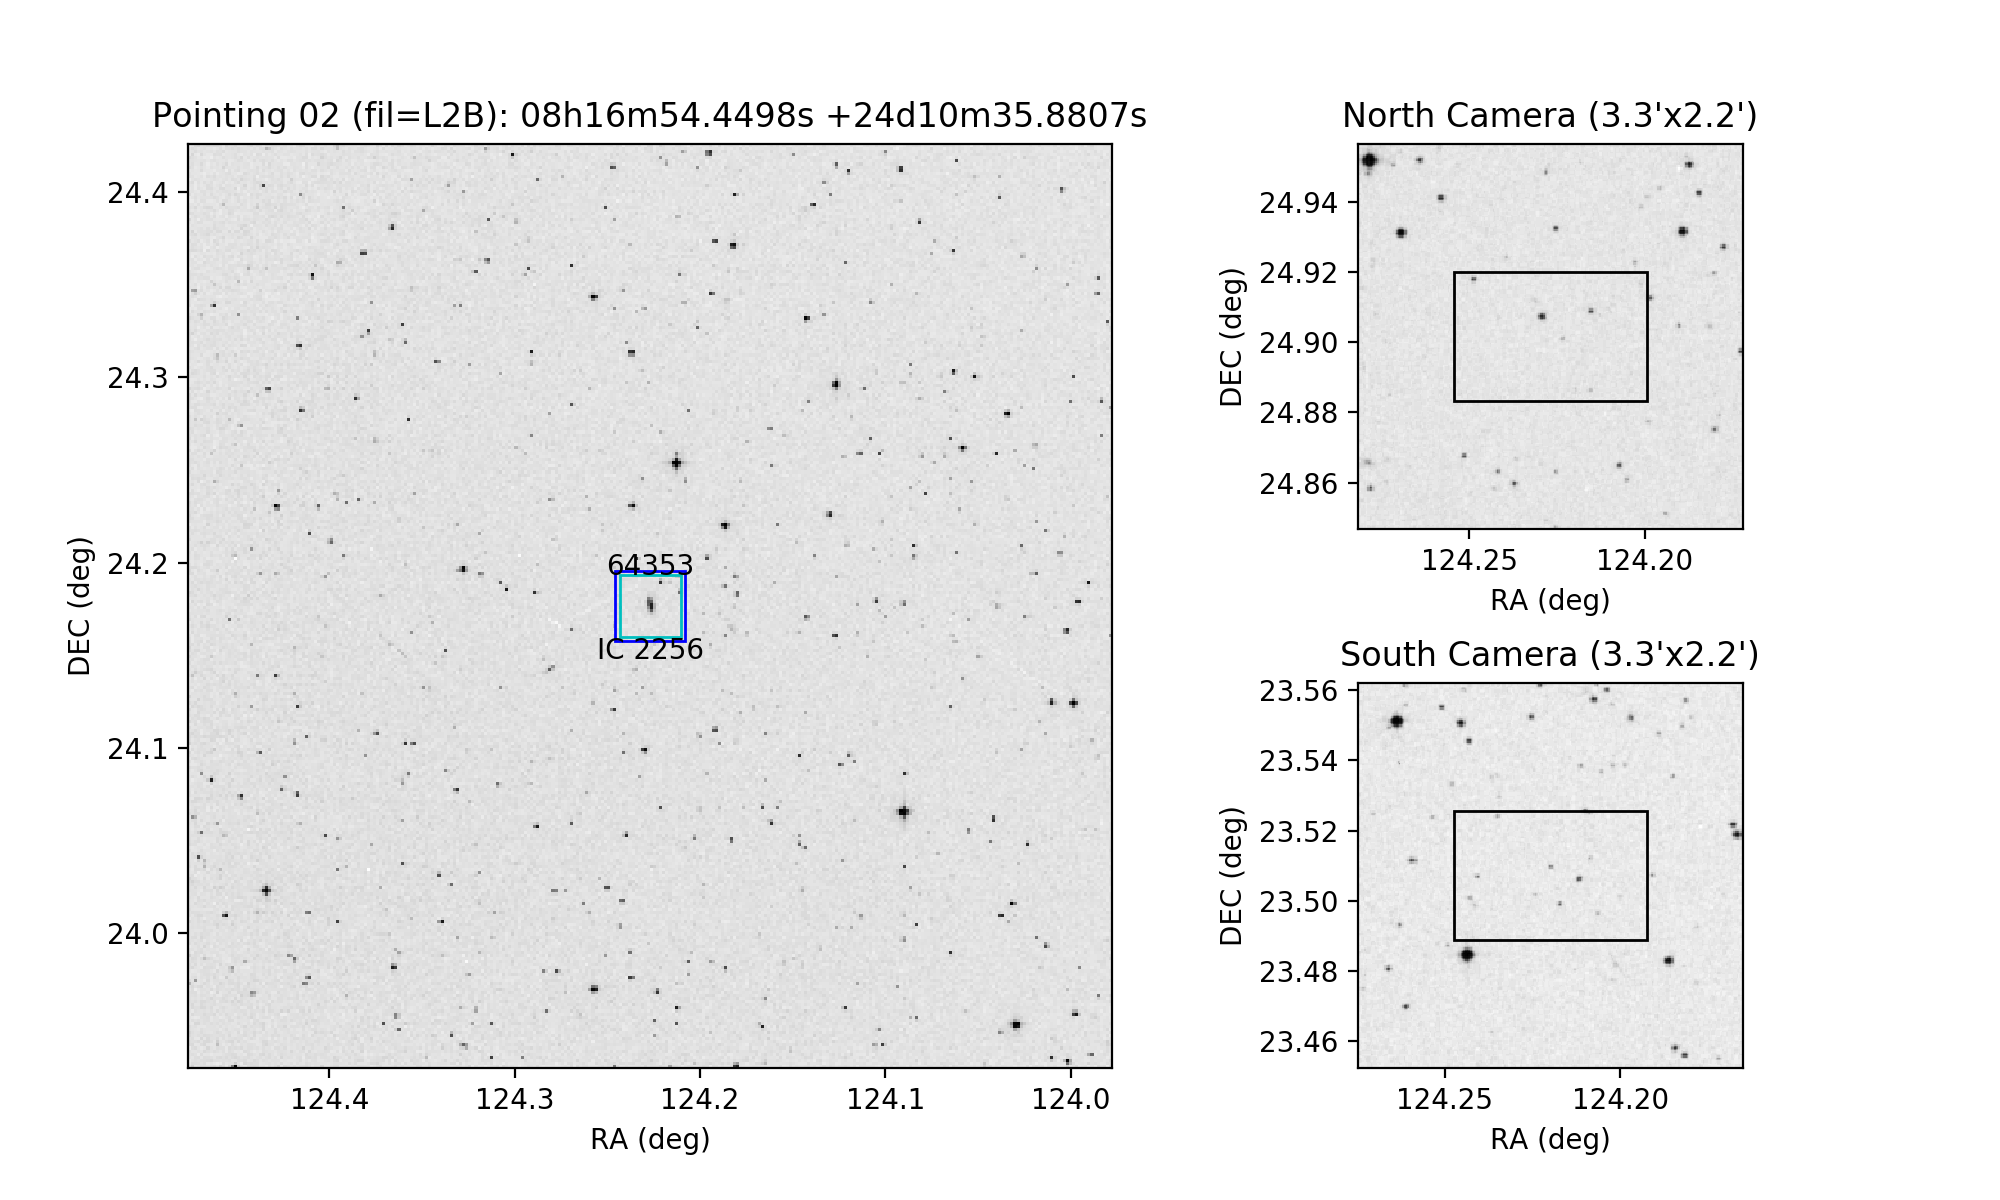 Pointing 02 (fil=L2B): 08h16m54.4498s +24d10m35.8807s
24.4
24.3
24.2
24.1
24.0
DEC (deg)
64353
IC 2256
124.4 124.3 124.2 124.1 124.0
RA (deg)
North Camera (3.3'x2.2')
24.94
24.92
24.90
24.88
24.86
DEC (deg)
124.25 124.20
RA (deg)
South Camera (3.3'x2.2')
23.56
23.54
23.52
23.50
23.48
23.46
DEC (deg)
124.25 124.20
RA (deg)